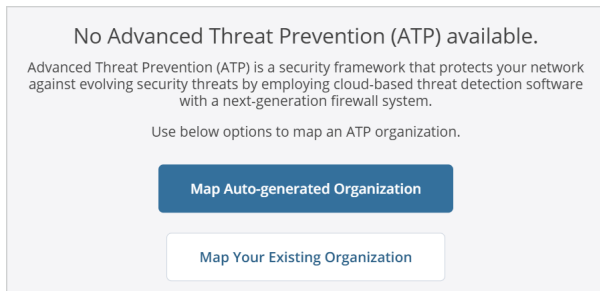 No Advanced Threat Prevention (ATP) available.
Advanced Threat Prevention (ATP) is a security framework that protects your network
against evolving security threats by employing cloud-based threat detection software
with a next-generation firewall system.
Use below options to map an ATP organization.
Map Auto-generated Organization
Map Your Existing Organization